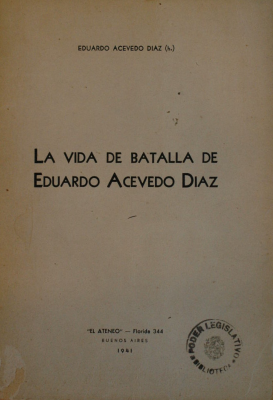 EDUARDO ACEVEDO DIAZ (h.)
LA VIDA DE BATALLA DE
EDUARDO ACEVEDO DIAZ
"EL ATENEO" — Florida 344
BUENOS AIRES
1941
PODER LEGISLATIVO
BIBLIOTECA